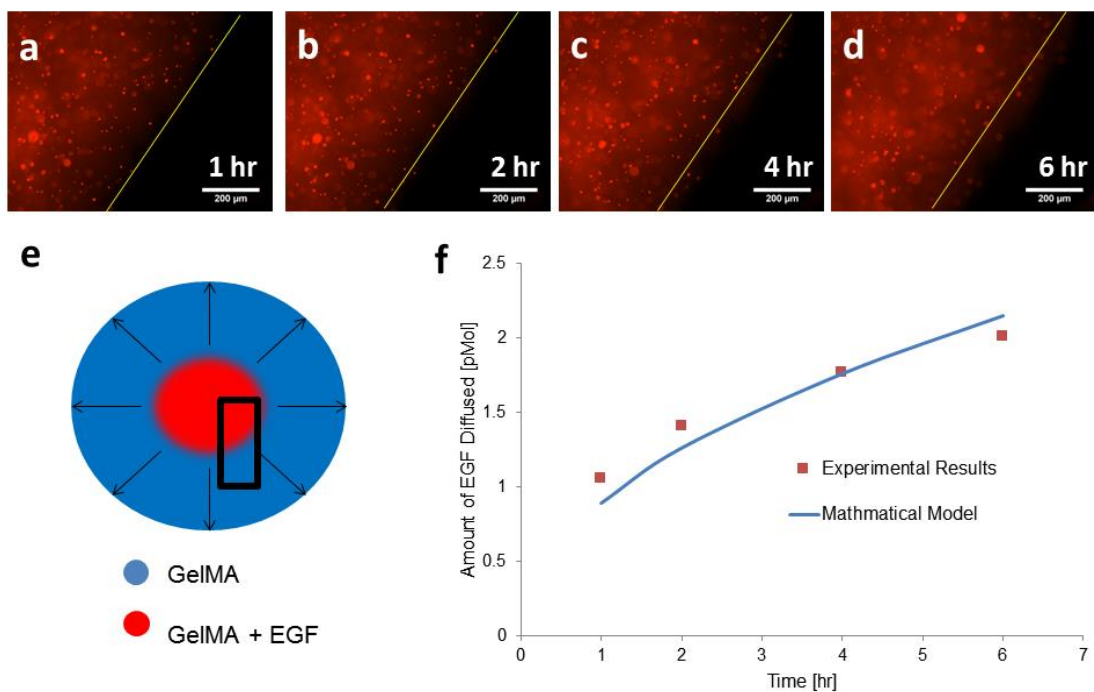 a
1 hr
200 µm
b
2 hr
200 µm
c
4 hr
200 µm
d
6 hr
200 µm
e
GelMA
GelMA + EGF
f
Amount of EGF Diffused [pMol]
2.5
2
1.5
1
0.5
0
Experimental Results
Mathmatical Model
0 1 2 3 4 5 6 7
Time [hr]